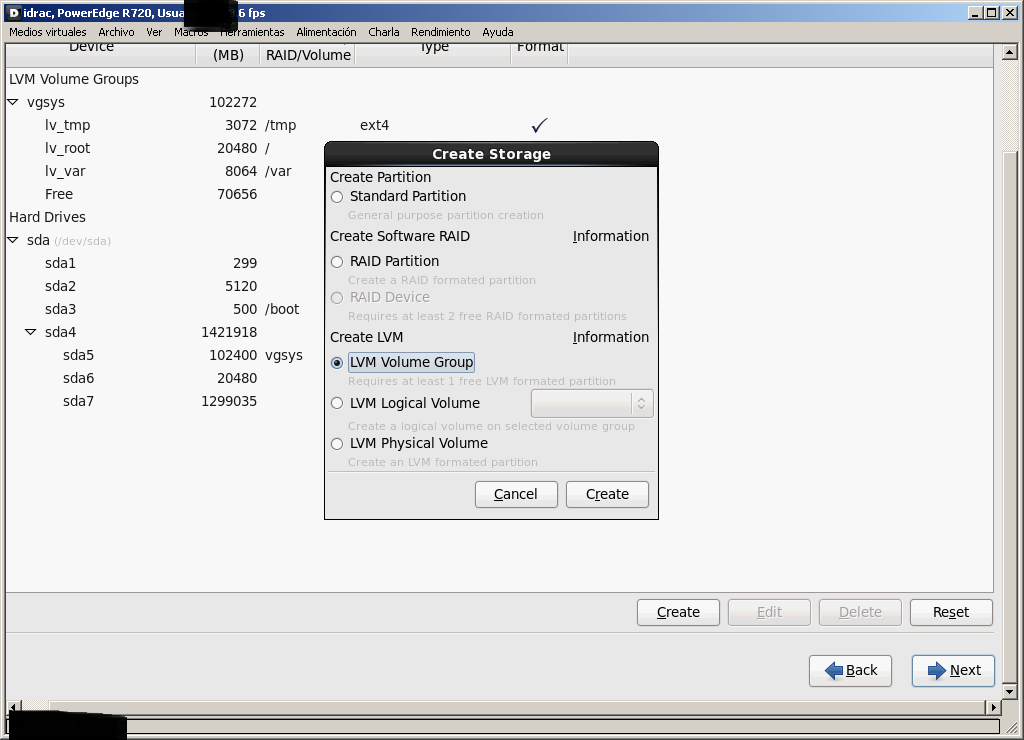 idrac, PowerEdge R720, Usua .6 fps
Medios virtuales Archivo Ver Macros Herramientas Alimentación Charla Rendimiento Ayuda
Device (MB) RAID/Volume Type Format
LVM Volume Groups
vgsys 102272
lv_tmp 3072 /tmp ext4
lv_root 20480 /
lv_var 8064 /var
Free 70656
Hard Drives
sda (/dev/sda)
sda1 299
sda2 5120
sda3 500 /boot
sda4 1421918
sda5 102400 vgsys
sda6 20480
sda7 1299035
Create Storage
Create Partition
Standard Partition
General purpose partition creation
Create Software RAID Information
RAID Partition
Create a RAID formated partition
RAID Device
Requires at least 2 free RAID formated partitions
Create LVM Information
LVM Volume Group
Requires at least 1 free LVM formated partition
LVM Logical Volume
Create a logical volume on selected volume group
LVM Physical Volume
Create an LVM formated partition
Cancel Create
Create Edit Delete Reset
Back Next